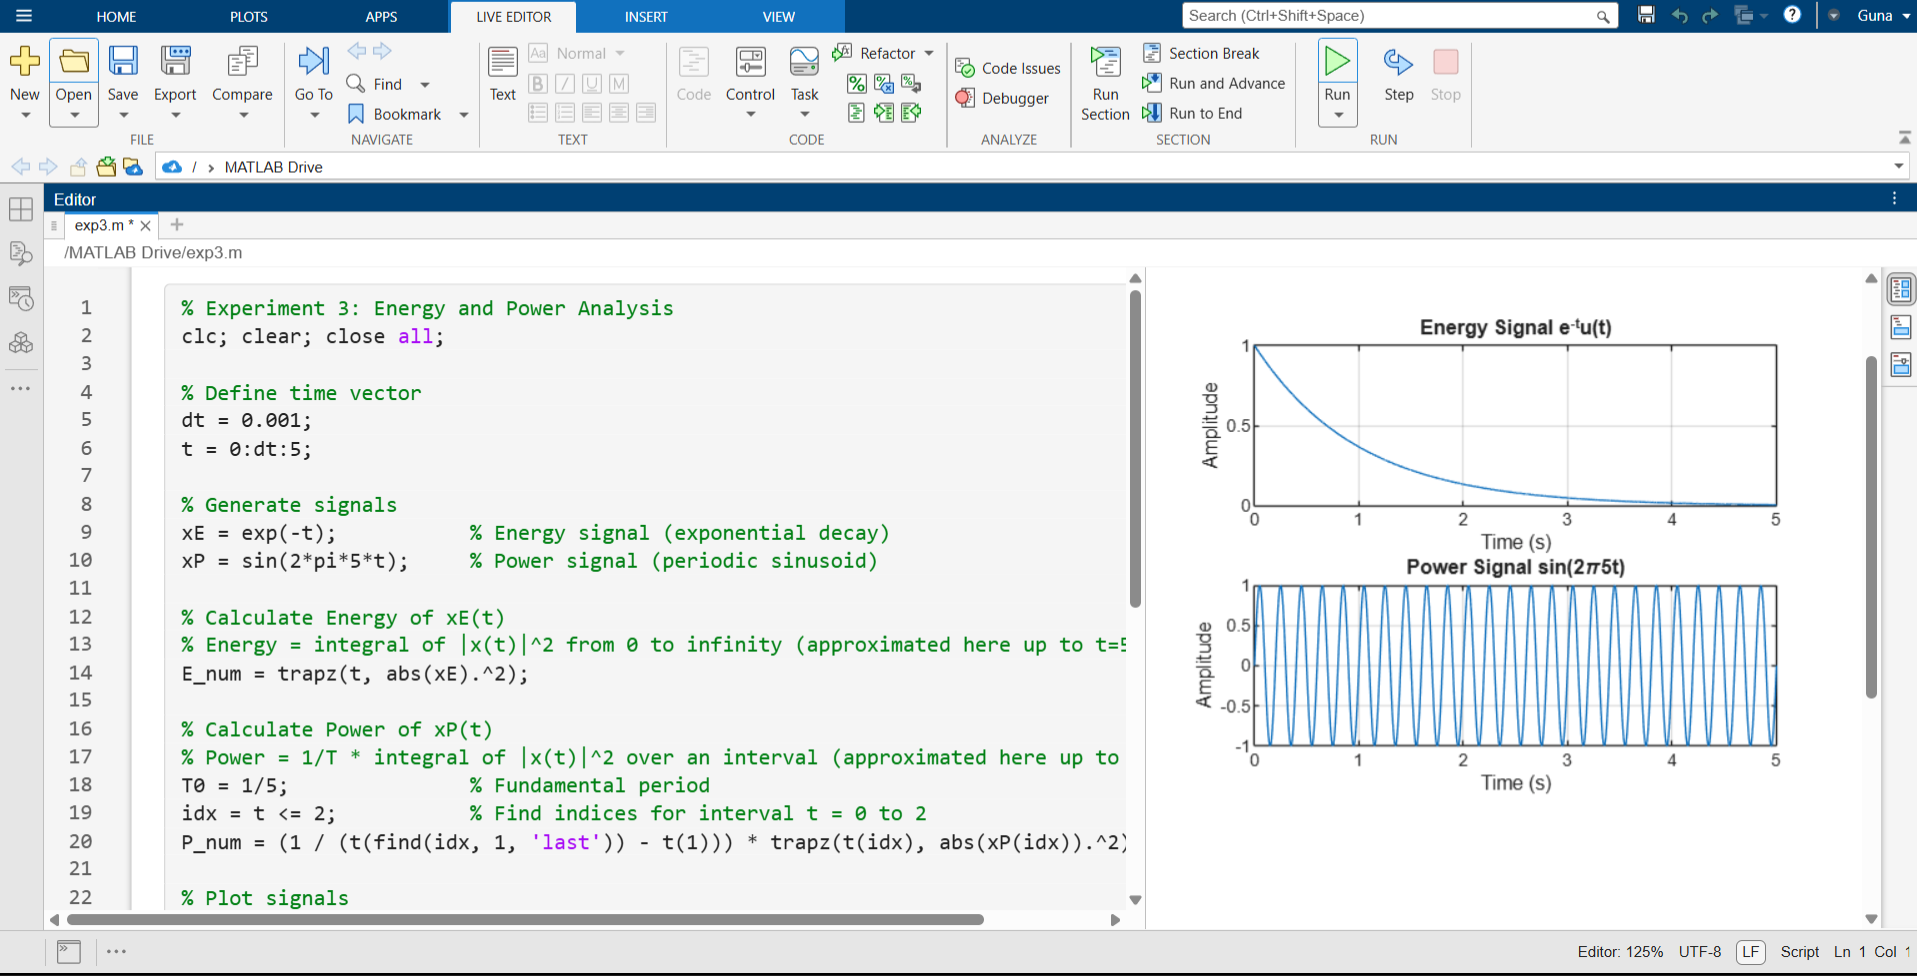 HOME PLOTS APPS LIVE EDITOR INSERT VIEW Search (Ctrl+Shift+Space) Guna
New Open Save Export Compare Go To Find Bookmark Text Aa Normal B I U M Code Control Task Refactor Code Issues Debugger Run Section Section Break Run and Advance Run to End Run Step Stop
FILE NAVIGATE TEXT CODE ANALYZE SECTION RUN
/ › MATLAB Drive
Editor
exp3.m * × +
/MATLAB Drive/exp3.m
1 % Experiment 3: Energy and Power Analysis
2 clc; clear; close all;
3
4 % Define time vector
5 dt = 0.001;
6 t = 0:dt:5;
7
8 % Generate signals
9 xE = exp(-t); % Energy signal (exponential decay)
10 xP = sin(2*pi*5*t); % Power signal (periodic sinusoid)
11
12 % Calculate Energy of xE(t)
13 % Energy = integral of |x(t)|^2 from 0 to infinity (approximated here up to t=5
14 E_num = trapz(t, abs(xE).^2);
15
16 % Calculate Power of xP(t)
17 % Power = 1/T * integral of |x(t)|^2 over an interval (approximated here up to
18 T0 = 1/5; % Fundamental period
19 idx = t <= 2; % Find indices for interval t = 0 to 2
20 P_num = (1 / (t(find(idx, 1, 'last')) - t(1))) * trapz(t(idx), abs(xP(idx)).^2)
21
22 % Plot signals
Energy Signal e⁻ᵗu(t)
Amplitude
1
0.5
0
0 1 2 3 4 5
Time (s)
Power Signal sin(2π5t)
Amplitude
1
0.5
0
-0.5
-1
0 1 2 3 4 5
Time (s)
Editor: 125% UTF-8 LF Script Ln 1 Col 1